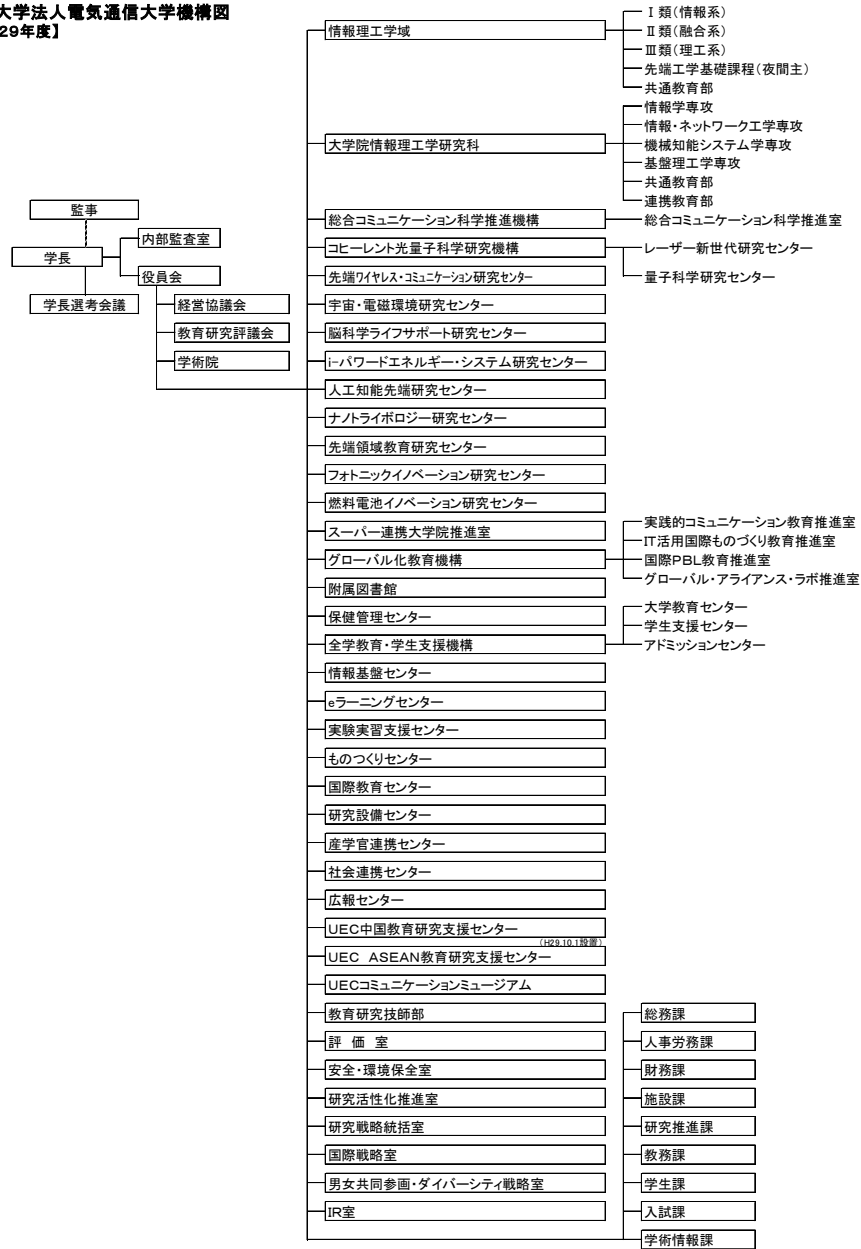 大学法人電気通信大学機構図
29年度】
監事
学長
学長選考会議
内部監査室
役員会
経営協議会
教育研究評議会
学術院
情報理工学域
Ⅰ類（情報系）
Ⅱ類（融合系）
Ⅲ類（理工系）
先端工学基礎課程（夜間主）
共通教育部
大学院情報理工学研究科
情報学専攻
情報・ネットワーク工学専攻
機械知能システム学専攻
基盤理工学専攻
共通教育部
連携教育部
総合コミュニケーション科学推進機構
総合コミュニケーション科学推進室
コヒーレント光量子科学研究機構
レーザー新世代研究センター
量子科学研究センター
先端ワイヤレス・コミュニケーション研究センター
宇宙・電磁環境研究センター
脳科学ライフサポート研究センター
i-パワードエネルギー・システム研究センター
人工知能先端研究センター
ナノトライボロジー研究センター
先端領域教育研究センター
フォトニックイノベーション研究センター
燃料電池イノベーション研究センター
スーパー連携大学院推進室
グローバル化教育機構
実践的コミュニケーション教育推進室
IT活用国際ものづくり教育推進室
国際PBL教育推進室
グローバル・アライアンス・ラボ推進室
附属図書館
保健管理センター
全学教育・学生支援機構
大学教育センター
学生支援センター
アドミッションセンター
情報基盤センター
eラーニングセンター
実験実習支援センター
ものつくりセンター
国際教育センター
研究設備センター
産学官連携センター
社会連携センター
広報センター
UEC中国教育研究支援センター
（H29.10.1設置）
UEC ASEAN教育研究支援センター
UECコミュニケーションミュージアム
教育研究技師部
評 価 室
安全・環境保全室
研究活性化推進室
研究戦略統括室
国際戦略室
男女共同参画・ダイバーシティ戦略室
IR室
総務課
人事労務課
財務課
施設課
研究推進課
教務課
学生課
入試課
学術情報課